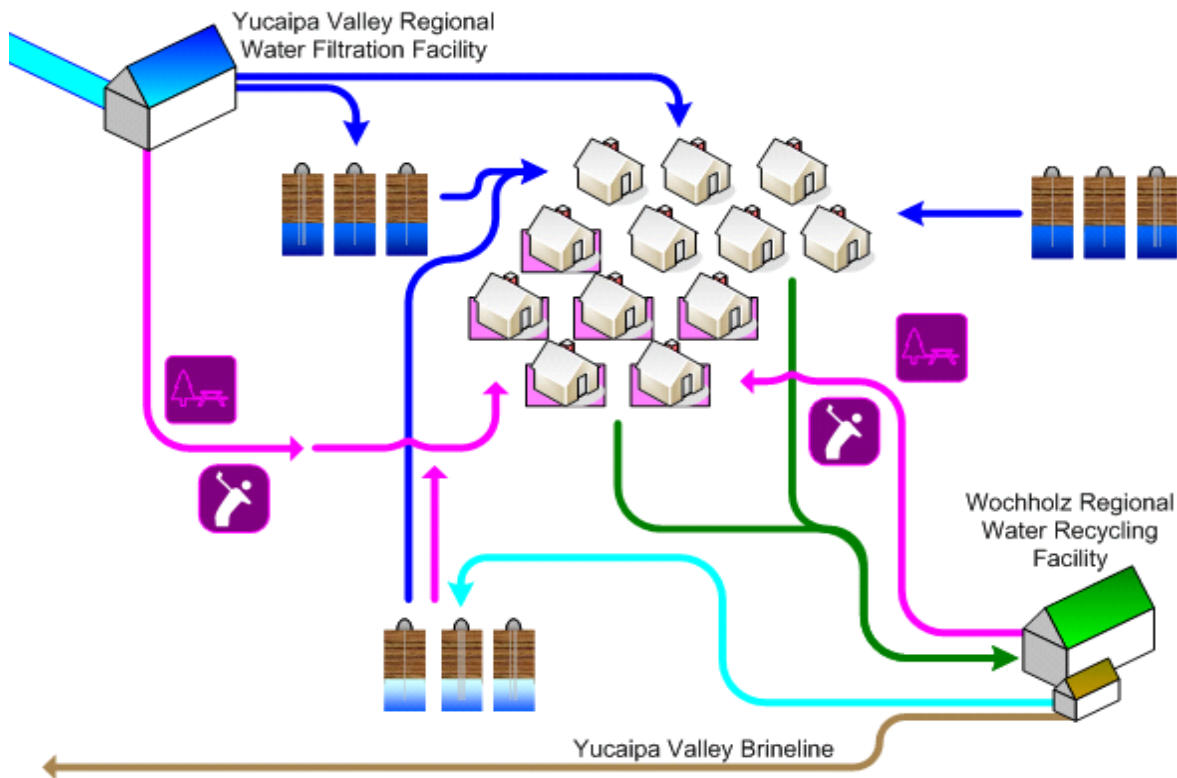 Yucaipa Valley Regional
Water Filtration Facility
Wochholz Regional
Water Recycling
Facility
Yucaipa Valley Brineline